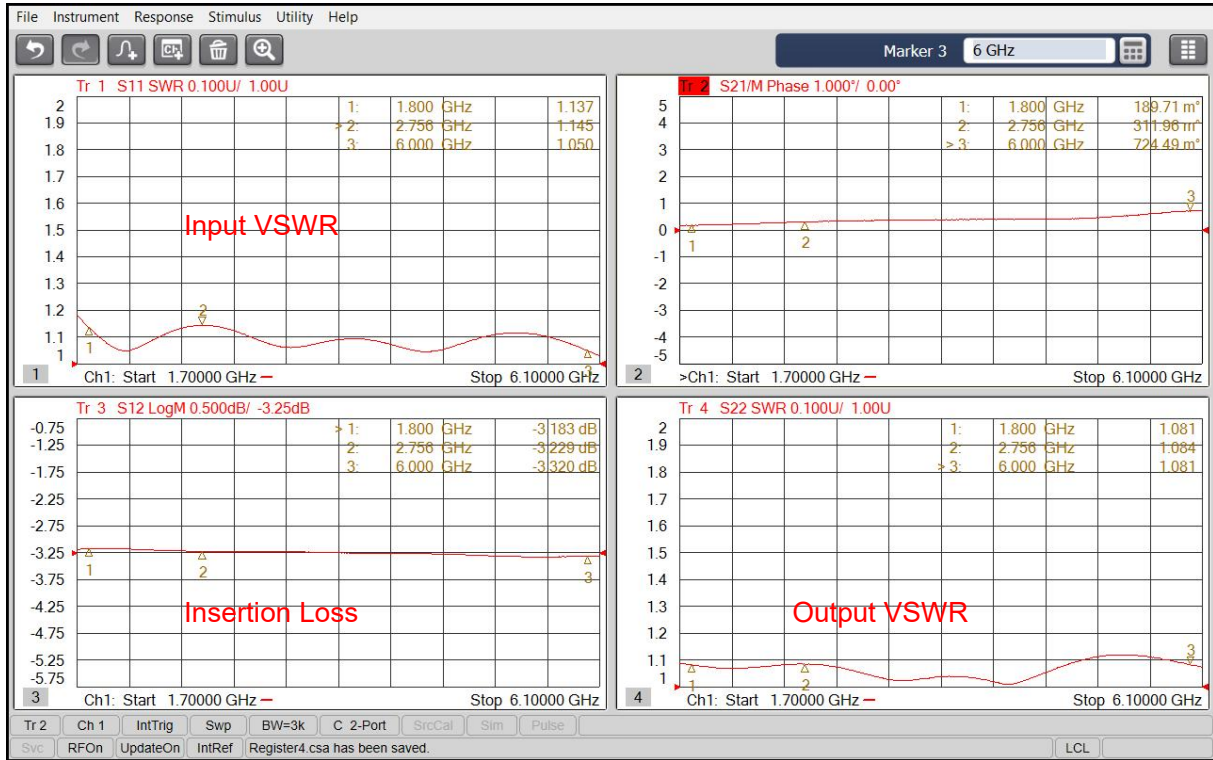 File Instrument Response Stimulus Utility Help
Marker 3 6 GHz
Tr 1 S11 SWR 0.100U/ 1.00U
1: 1.800 GHz 1.137
> 2: 2.756 GHz 1.145
3: 6.000 GHz 1.050
2
1.9
1.8
1.7
1.6
1.5
1.4
1.3
1.2
1.1
1
Input VSWR
1
2
3
1 Ch1: Start 1.70000 GHz Stop 6.10000 GHz
Tr 2 S21/M Phase 1.000°/ 0.00°
1: 1.800 GHz 189.71 m°
2: 2.756 GHz 311.96 m°
> 3: 6.000 GHz 724.49 m°
5
4
3
2
1
0
-1
-2
-3
-4
-5
1
2
3
2 >Ch1: Start 1.70000 GHz Stop 6.10000 GHz
Tr 3 S12 LogM 0.500dB/ -3.25dB
> 1: 1.800 GHz -3.183 dB
2: 2.756 GHz -3.229 dB
3: 6.000 GHz -3.320 dB
-0.75
-1.25
-1.75
-2.25
-2.75
-3.25
-3.75
-4.25
-4.75
-5.25
-5.75
1
2
3
Insertion Loss
3 Ch1: Start 1.70000 GHz Stop 6.10000 GHz
Tr 4 S22 SWR 0.100U/ 1.00U
1: 1.800 GHz 1.081
2: 2.756 GHz 1.084
> 3: 6.000 GHz 1.081
2
1.9
1.8
1.7
1.6
1.5
1.4
1.3
1.2
1.1
1
Output VSWR
1
2
3
4 Ch1: Start 1.70000 GHz Stop 6.10000 GHz
Tr 2 Ch 1 IntTrig Swp BW=3k C 2-Port SrcCal Sim Pulse
Svc RFOn UpdateOn IntRef Register4.csa has been saved. LCL